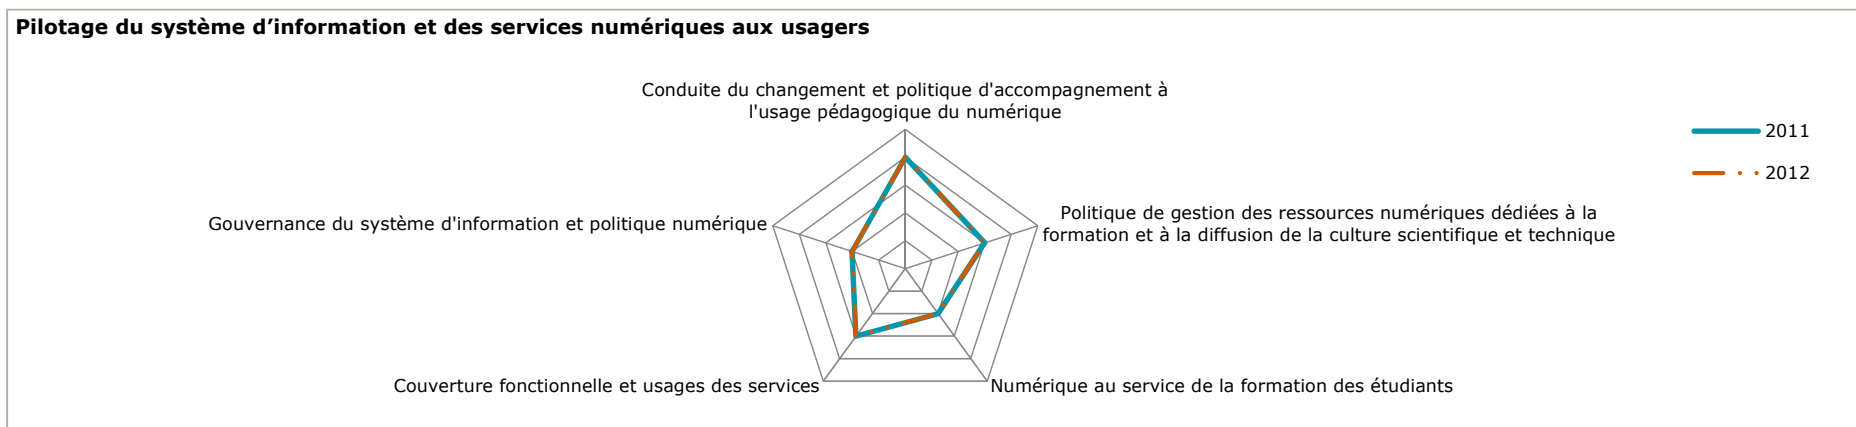 Pilotage du système d’information et des services numériques aux usagers
Conduite du changement et politique d'accompagnement à
l'usage pédagogique du numérique
2011
2012
Politique de gestion des ressources numériques dédiées à la
formation et à la diffusion de la culture scientifique et technique
Gouvernance du système d'information et politique numérique
Couverture fonctionnelle et usages des services
Numérique au service de la formation des étudiants